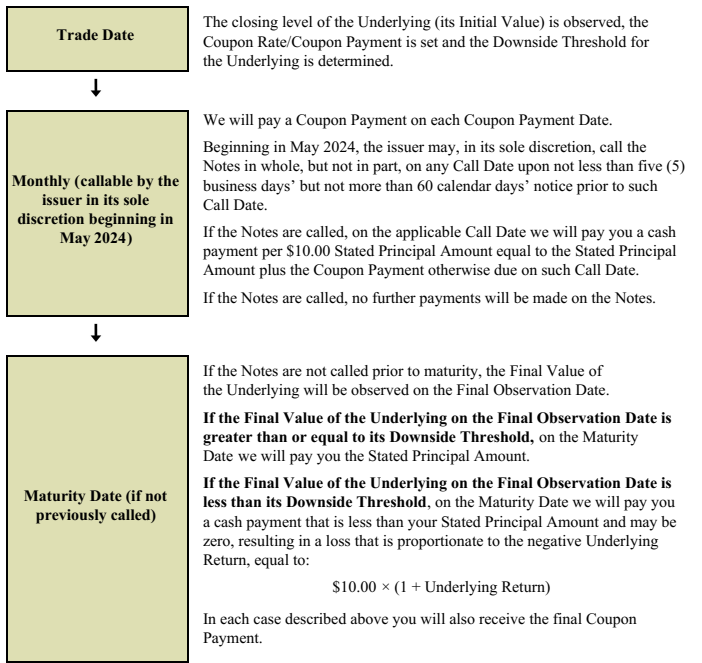 Trade Date
The closing level of the Underlying (its Initial Value) is observed, the
Coupon Rate/Coupon Payment is set and the Downside Threshold for
the Underlying is determined.
Monthly (callable by the
issuer in its sole
discretion beginning in
May 2024)
We will pay a Coupon Payment on each Coupon Payment Date.
Beginning in May 2024, the issuer may, in its sole discretion, call the
Notes in whole, but not in part, on any Call Date upon not less than five (5)
business days’ but not more than 60 calendar days’ notice prior to such
Call Date.
If the Notes are called, on the applicable Call Date we will pay you a cash
payment per $10.00 Stated Principal Amount equal to the Stated Principal
Amount plus the Coupon Payment otherwise due on such Call Date.
If the Notes are called, no further payments will be made on the Notes.
Maturity Date (if not
previously called)
If the Notes are not called prior to maturity, the Final Value of
the Underlying will be observed on the Final Observation Date.
If the Final Value of the Underlying on the Final Observation Date is
greater than or equal to its Downside Threshold, on the Maturity
Date we will pay you the Stated Principal Amount.
If the Final Value of the Underlying on the Final Observation Date is
less than its Downside Threshold, on the Maturity Date we will pay you
a cash payment that is less than your Stated Principal Amount and may be
zero, resulting in a loss that is proportionate to the negative Underlying
Return, equal to:
$10.00 × (1 + Underlying Return)
In each case described above you will also receive the final Coupon
Payment.